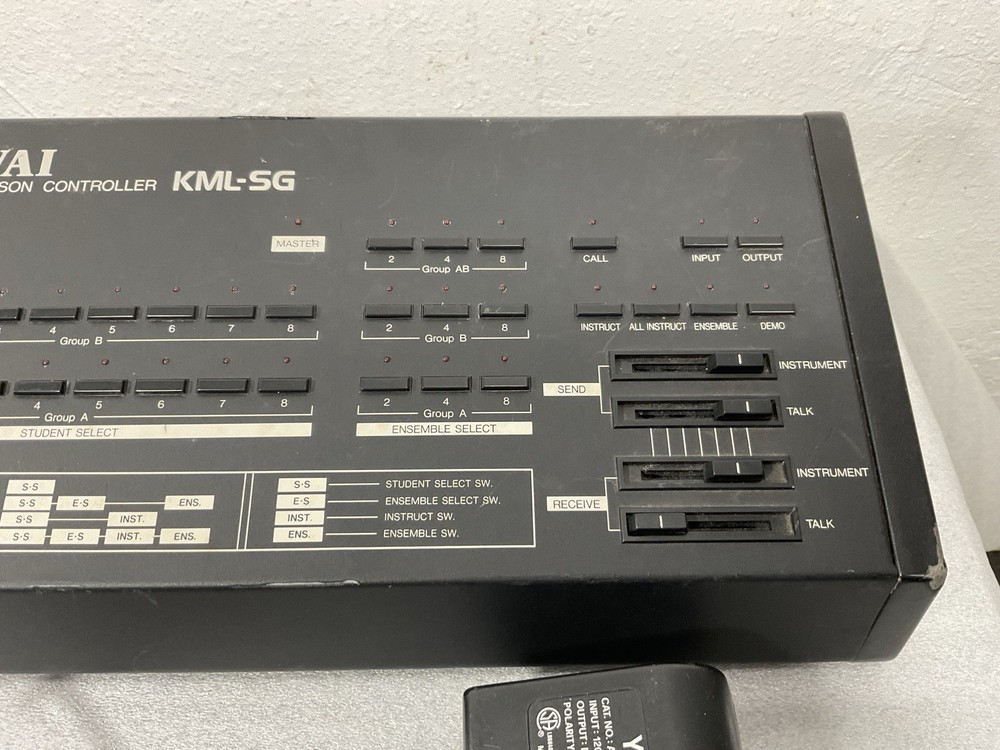 WAI
SON CONTROLLER KML-SG
MASTER
2 4 8
Group AB
CALL
INPUT OUTPUT
4 5 6 7 8
Group B
2 4 8
Group B
INSTRUCT ALL INSTRUCT ENSEMBLE DEMO
4 5 6 7 8
Group A
STUDENT SELECT
2 4 8
Group A
ENSEMBLE SELECT
SEND
INSTRUMENT
TALK
RECEIVE
INSTRUMENT
TALK
S·S
S·S E·S ENS.
S·S INST.
S·S E·S INST. ENS.
S·S STUDENT SELECT SW.
E·S ENSEMBLE SELECT SW.
INST. INSTRUCT SW.
ENS. ENSEMBLE SW.
Y
CAT. NO.: A
INPUT: 120
OUTPUT:
POLARITY